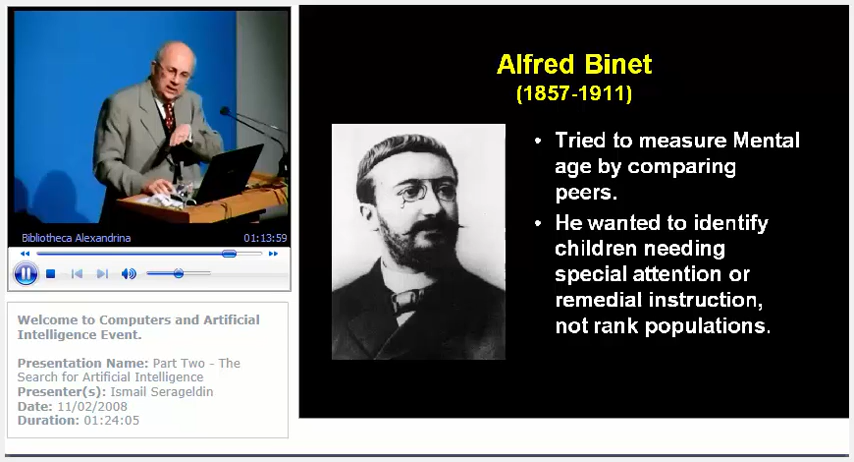 Bibliotheca Alexandrina 01:13:59
Welcome to Computers and Artificial
Intelligence Event.
Presentation Name: Part Two - The
Search for Artificial Intelligence
Presenter(s): Ismail Serageldin
Date: 11/02/2008
Duration: 01:24:05
Alfred Binet
(1857-1911)
• Tried to measure Mental
age by comparing
peers.
• He wanted to identify
children needing
special attention or
remedial instruction,
not rank populations.